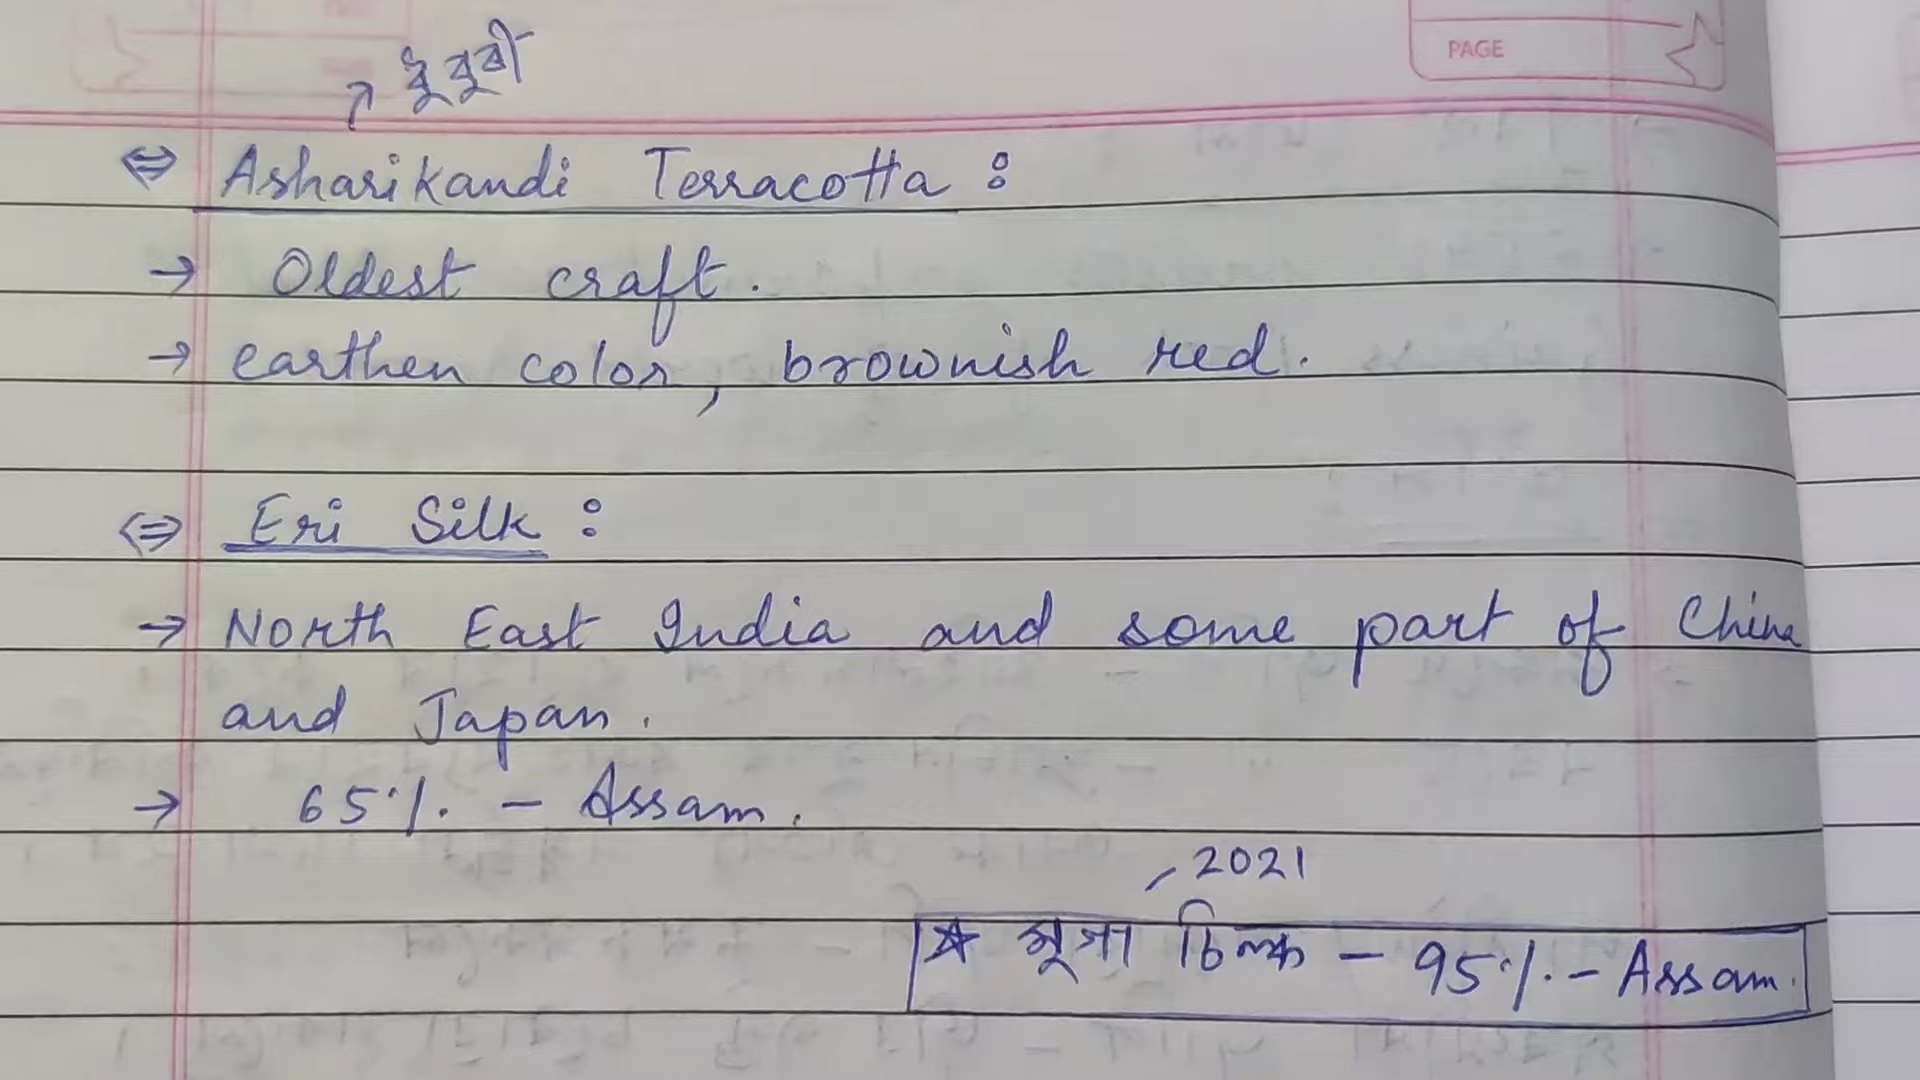 PAGE
→ ধুবুৰী
⇔ Asharikandi Terracotta :
→ Oldest craft.
→ earthen color, brownish red.
⇔ Eri Silk :
→ North East India and some part of China
and Japan.
→ 65% - Assam.
2021
★ মুগা চিল্ক - 95% - Assam.